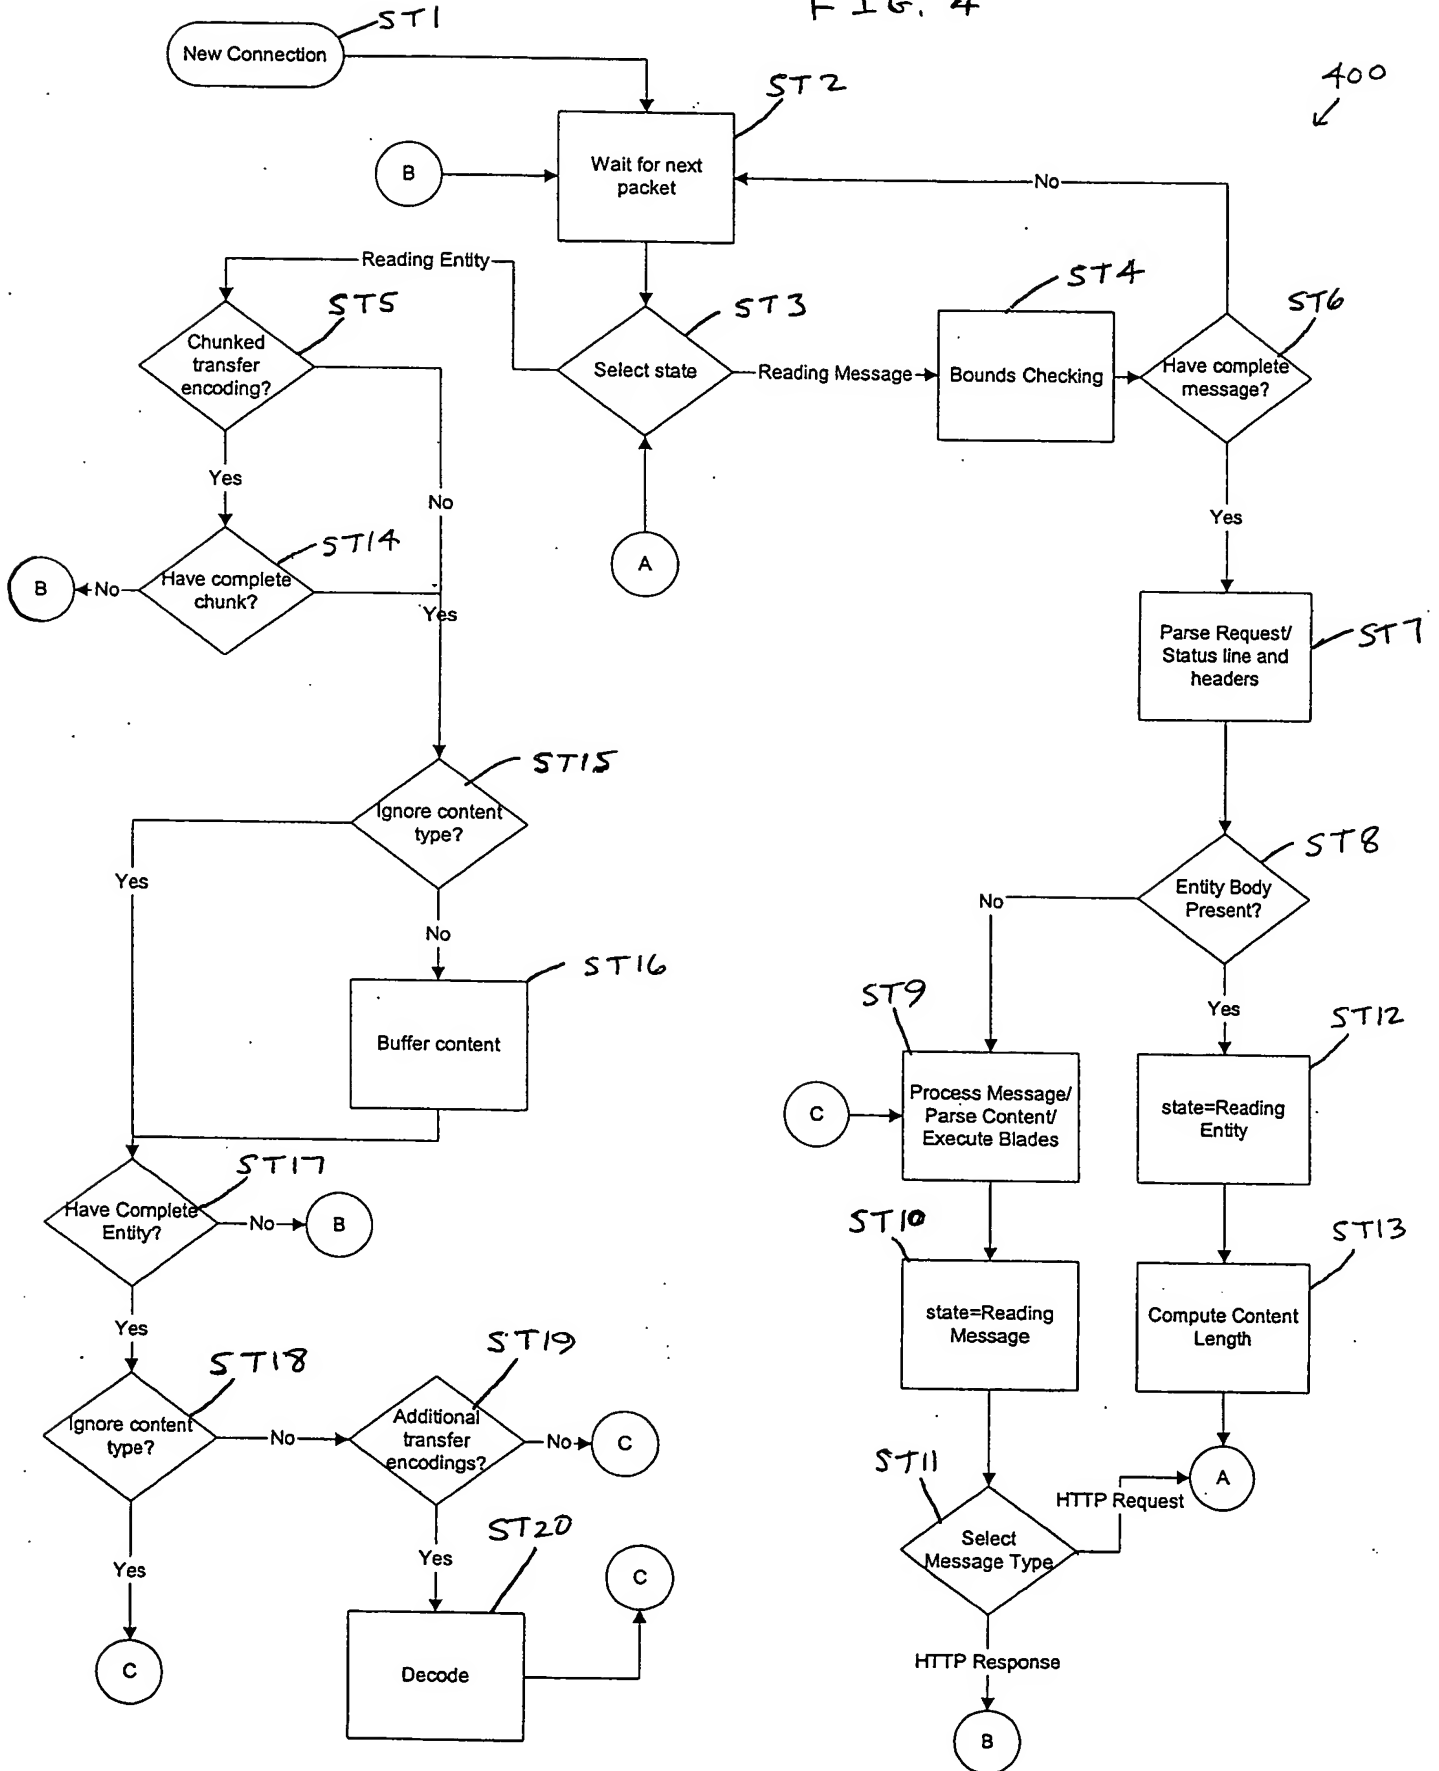 FIG. 4
ST1
New Connection
400
ST2
Wait for next
packet
B
No
Reading Entity
ST5
Chunked
transfer
encoding?
ST3
Select state
Reading Message
ST4
Bounds Checking
ST6
Have complete
message?
Yes
No
A
Yes
ST14
Have complete
chunk?
No
B
Yes
ST7
Parse Request/
Status line and
headers
ST15
Ignore content
type?
Yes
No
ST8
Entity Body
Present?
No
Yes
ST16
Buffer content
ST9
Process Message/
Parse Content/
Execute Blades
C
ST12
state=Reading
Entity
ST17
Have Complete
Entity?
No
B
Yes
ST10
state=Reading
Message
ST13
Compute Content
Length
ST18
Ignore content
type?
No
ST19
Additional
transfer
encodings?
No
C
Yes
Yes
ST11
Select
Message Type
HTTP Request
A
ST20
Decode
C
C
HTTP Response
B